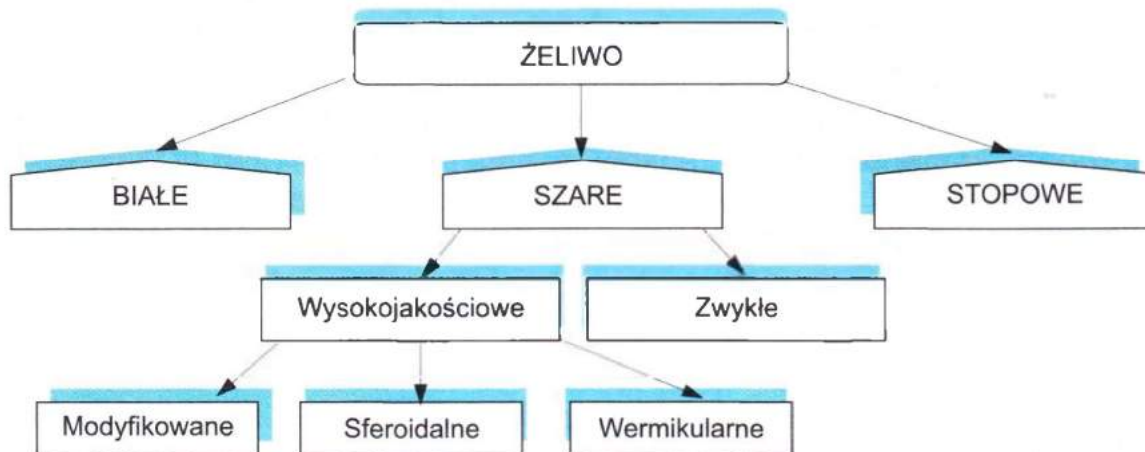 ŻELIWO
BIAŁE
SZARE
STOPOWE
Wysokojakościowe
Zwykłe
Modyfikowane
Sferoidalne
Wermikularne